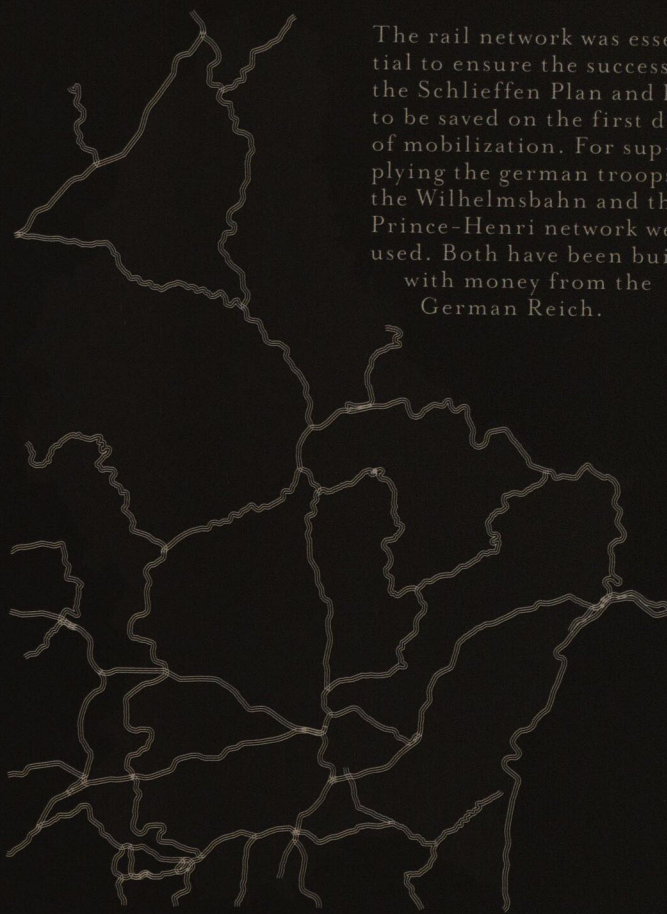 The rail network was esse
tial to ensure the success
the Schlieffen Plan and
to be saved on the first d
of mobilization. For sup-
plying the german troops
the Wilhelmsbahn and th
Prince-Henri network we
used. Both have been bui
with money from the
German Reich.